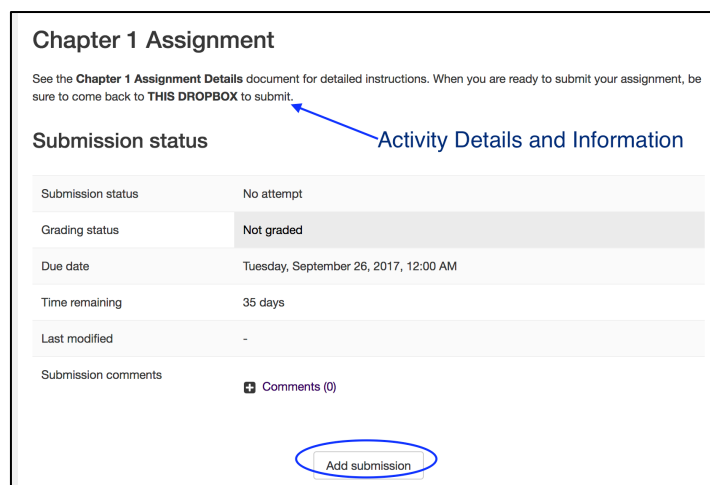 Chapter 1 Assignment
See the Chapter 1 Assignment Details document for detailed instructions. When you are ready to submit your assignment, be
sure to come back to THIS DROPBOX to submit.
Activity Details and Information
Submission status
Submission status No attempt
Grading status Not graded
Due date Tuesday, September 26, 2017, 12:00 AM
Time remaining 35 days
Last modified -
Submission comments
Comments (0)
Add submission